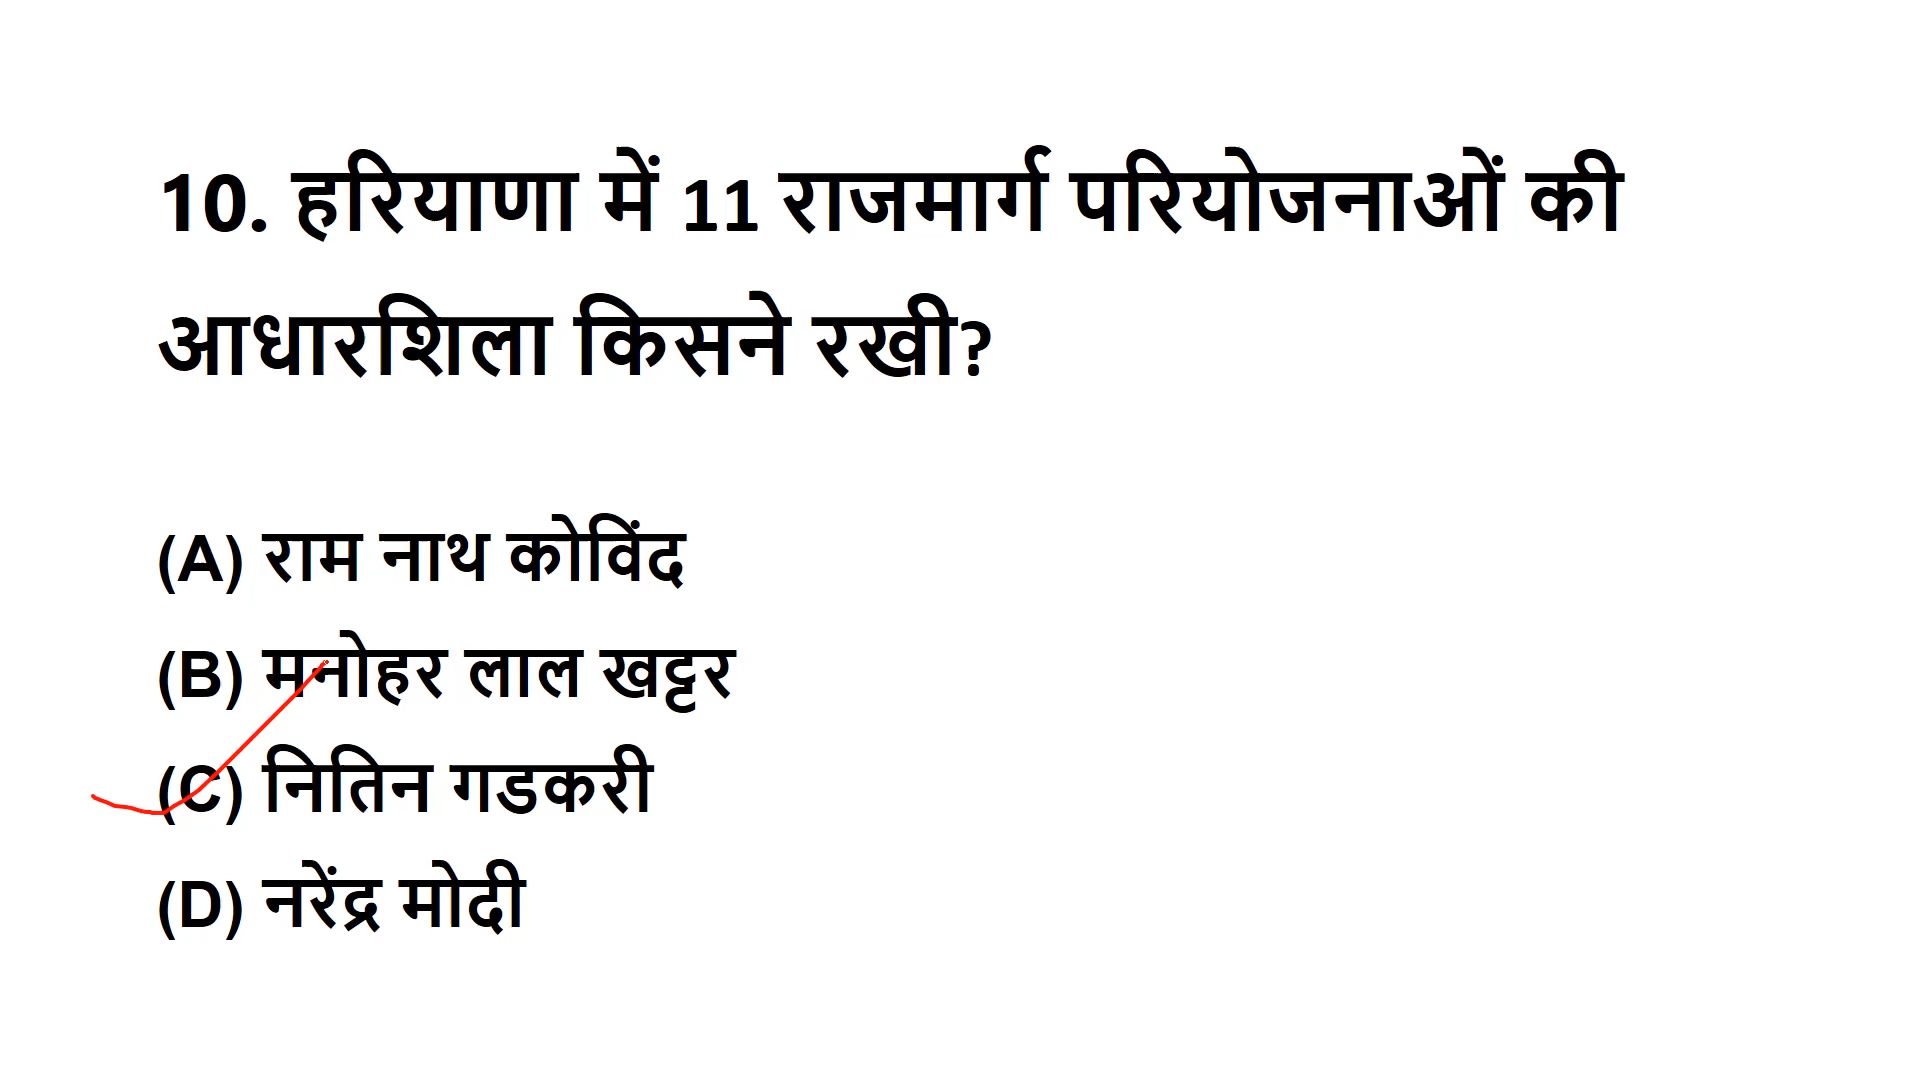 10. हरियाणा में 11 राजमार्ग परियोजनाओं की
आधारशिला किसने रखी?
(A) राम नाथ कोविंद
(B) मनोहर लाल खट्टर
(C) नितिन गडकरी
(D) नरेंद्र मोदी